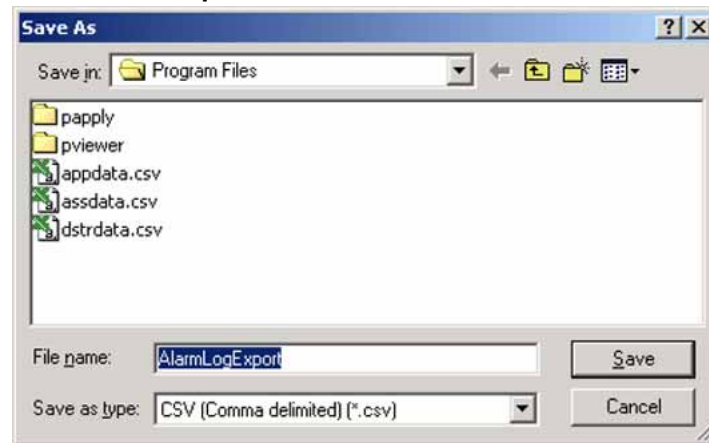 Save As
Save in: Program Files
papply
pviewer
appdata.csv
assdata.csv
dstrdata.csv
File name: AlarmLogExport Save
Save as type: CSV (Comma delimited) (*.csv) Cancel